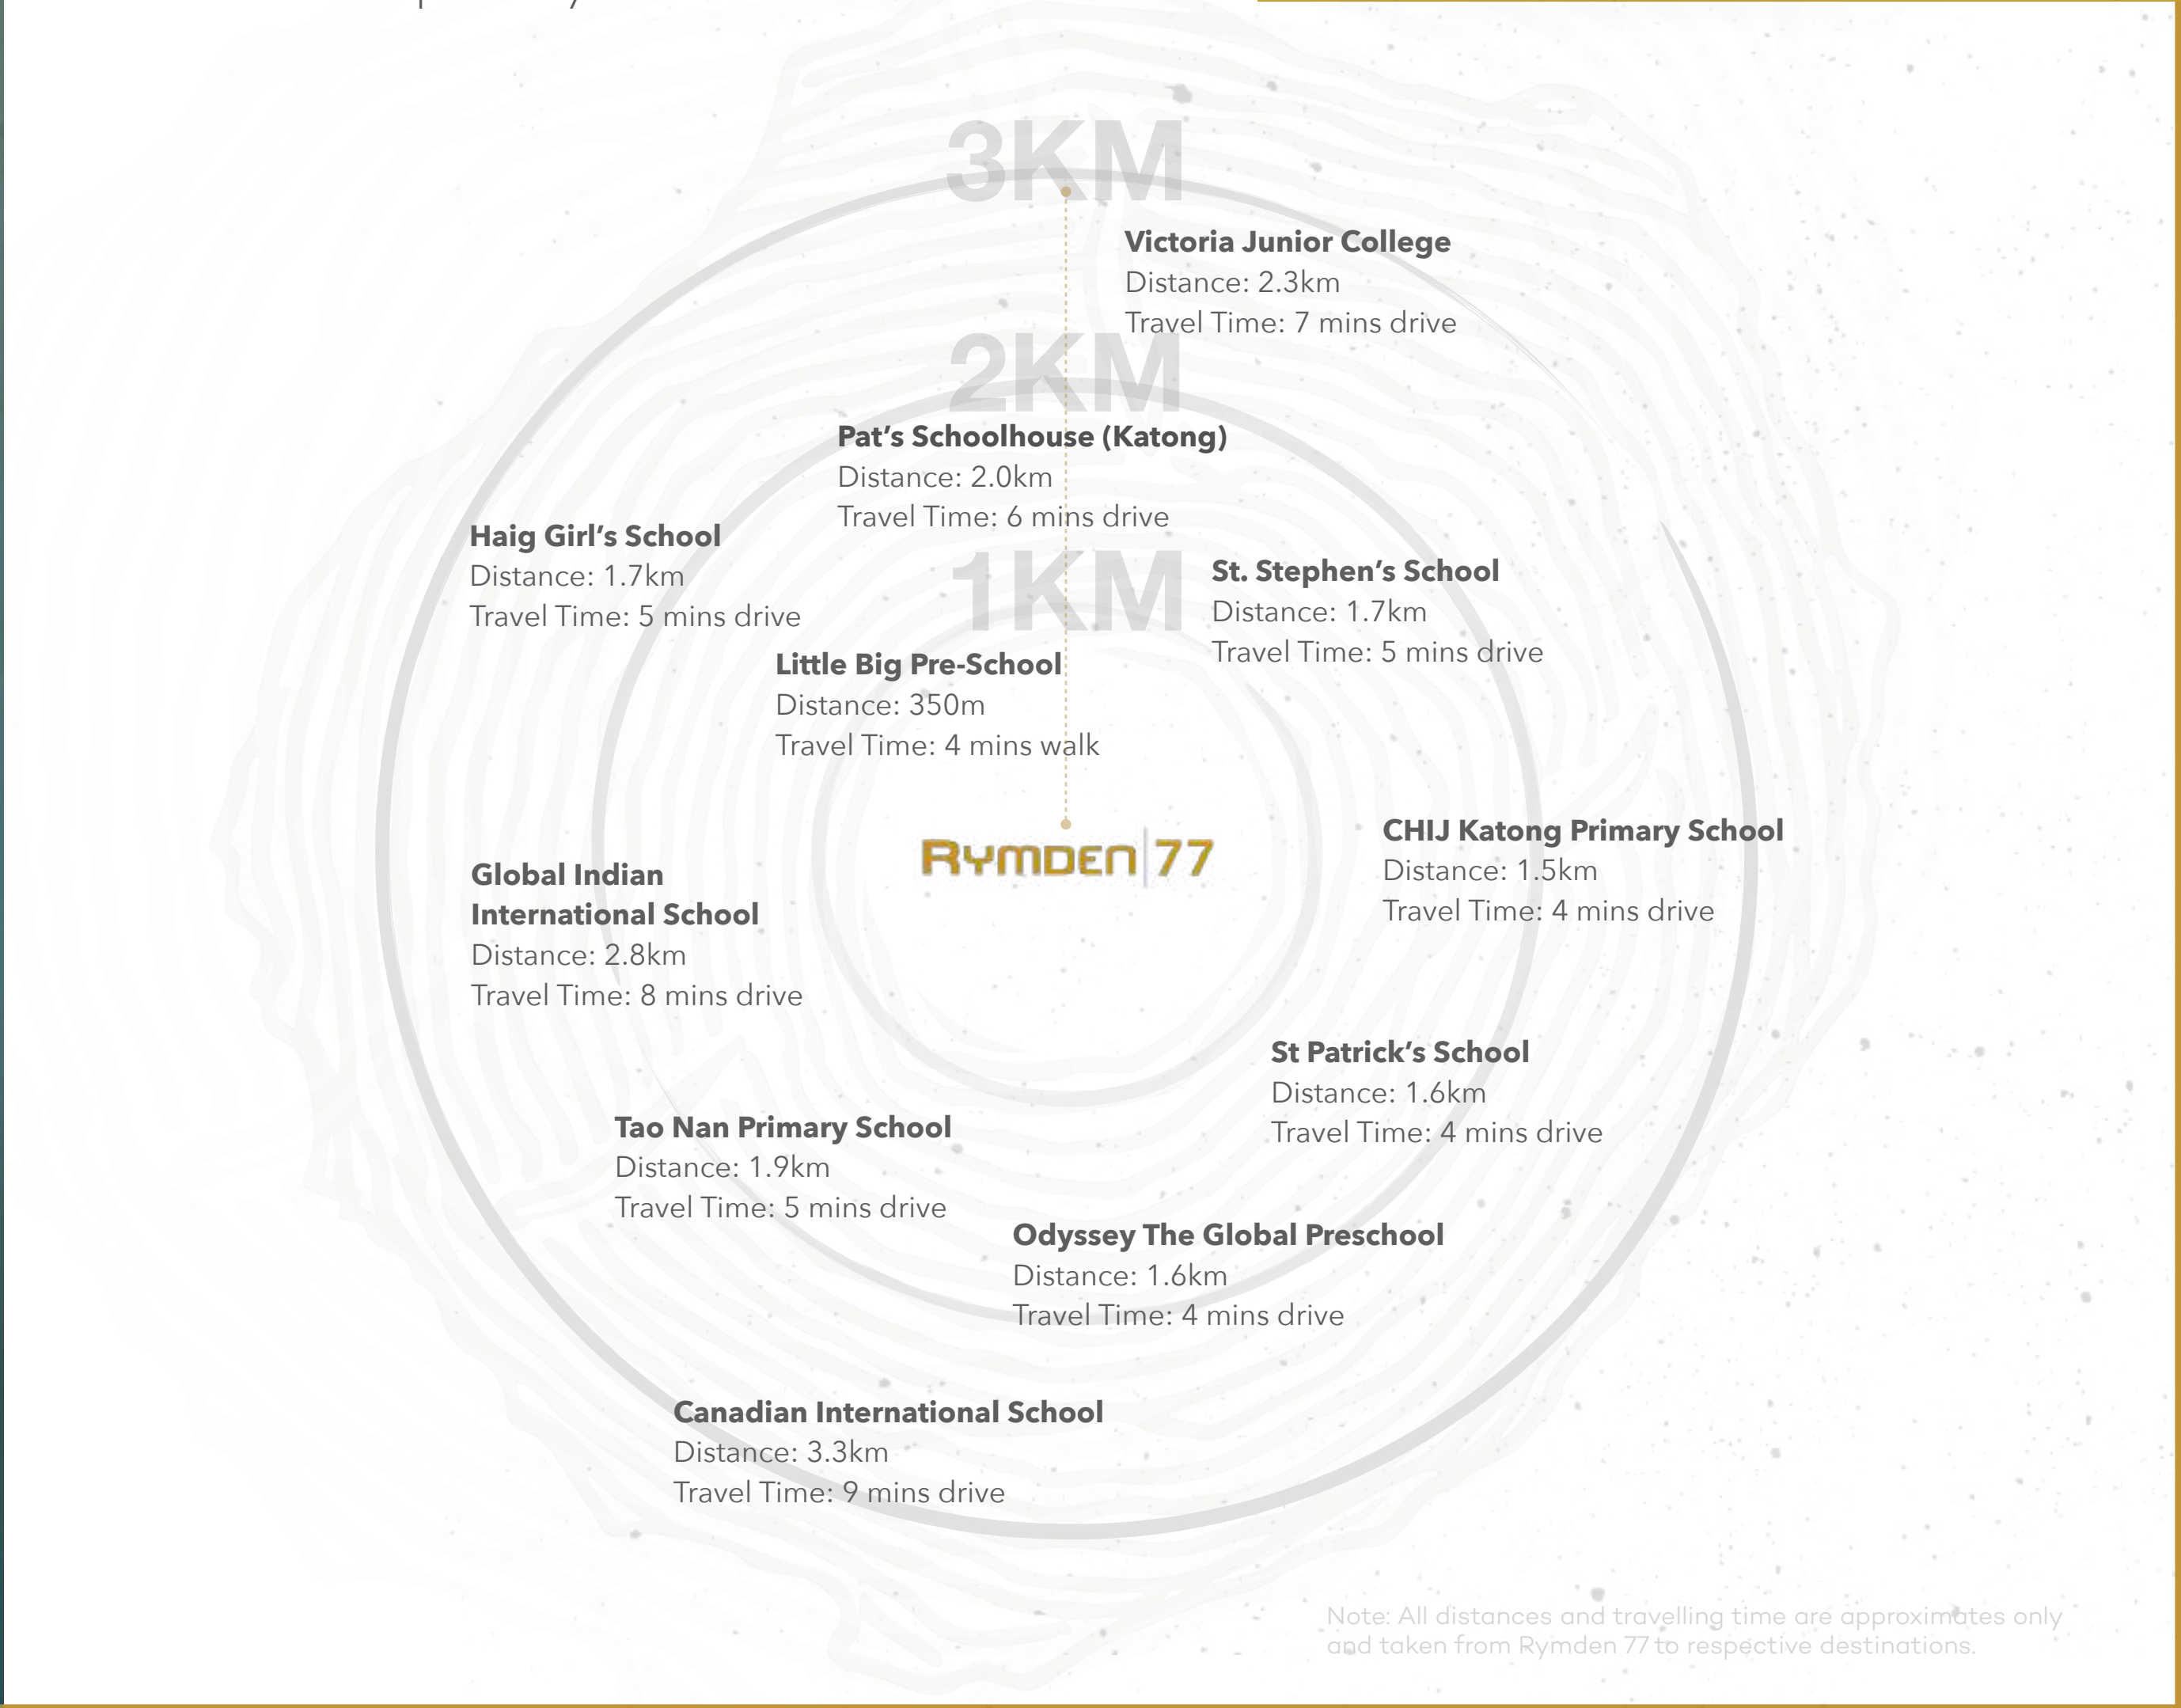 3KM
Victoria Junior College
Distance: 2.3km
Travel Time: 7 mins drive
2KM
Pat’s Schoolhouse (Katong)
Distance: 2.0km
Travel Time: 6 mins drive
Haig Girl’s School
Distance: 1.7km
Travel Time: 5 mins drive
1KM
St. Stephen’s School
Distance: 1.7km
Travel Time: 5 mins drive
Little Big Pre-School
Distance: 350m
Travel Time: 4 mins walk
RYMDEN 77
CHIJ Katong Primary School
Distance: 1.5km
Travel Time: 4 mins drive
Global Indian
International School
Distance: 2.8km
Travel Time: 8 mins drive
St Patrick’s School
Distance: 1.6km
Travel Time: 4 mins drive
Tao Nan Primary School
Distance: 1.9km
Travel Time: 5 mins drive
Odyssey The Global Preschool
Distance: 1.6km
Travel Time: 4 mins drive
Canadian International School
Distance: 3.3km
Travel Time: 9 mins drive
Note: All distances and travelling time are approximates only
and taken from Rymden 77 to respective destinations.